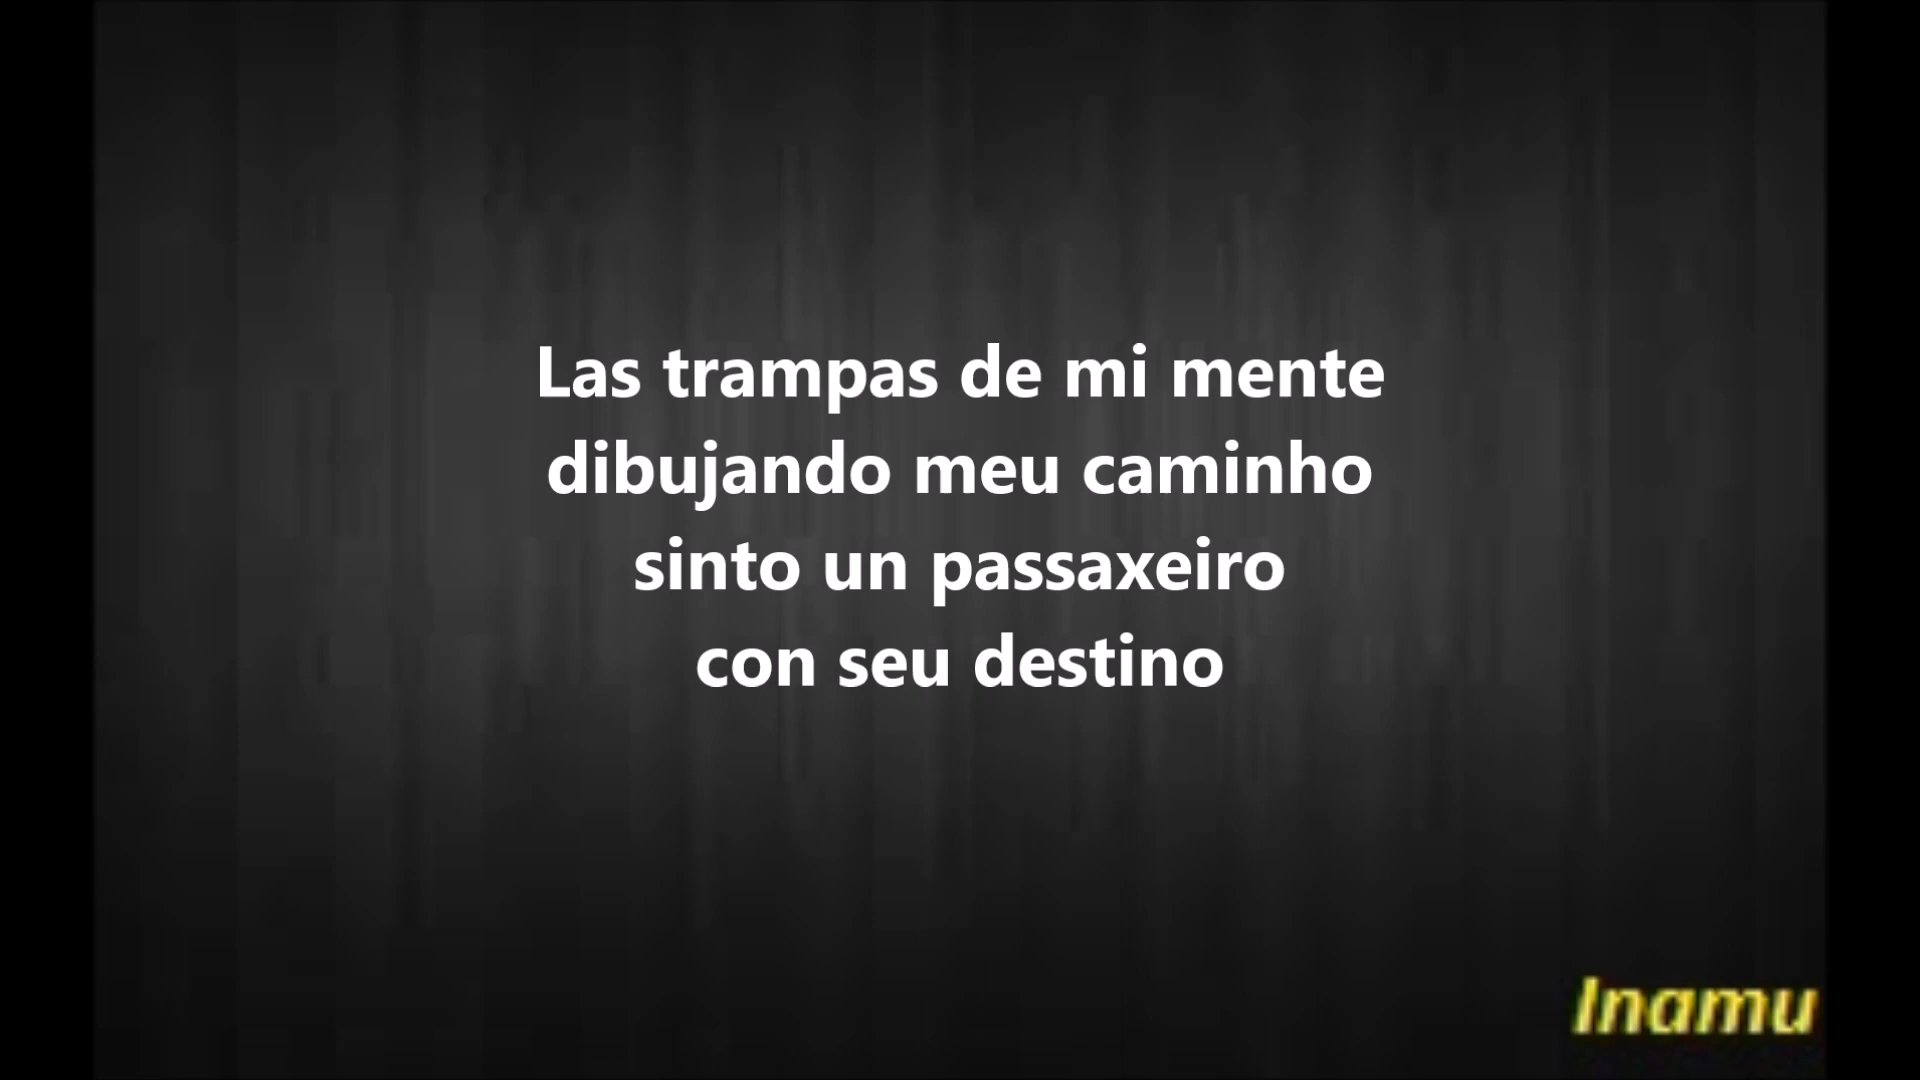 Las trampas de mi mente
dibujando meu caminho
sinto un passaxeiro
con seu destino
Inamu